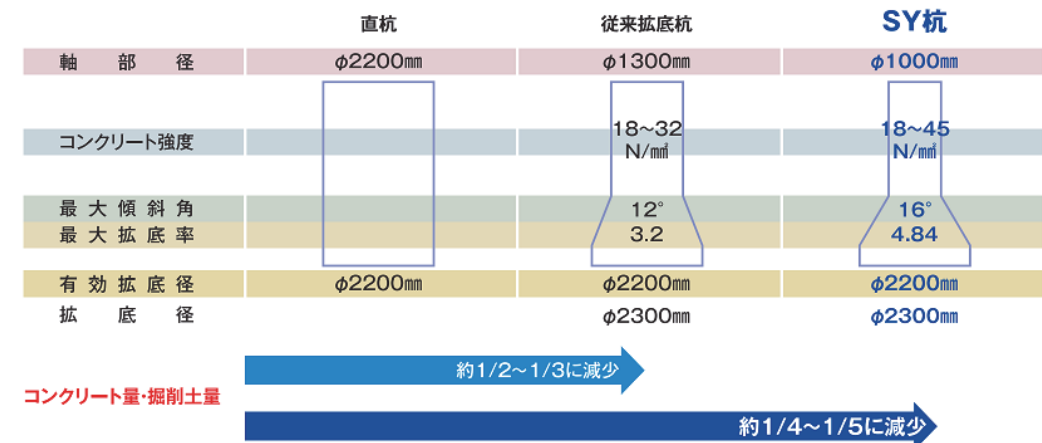 直杭 従来拡底杭 SY杭
軸部径 φ2200㎜ φ1300㎜ φ1000㎜
コンクリート強度 18〜32 N/㎟ 18〜45 N/㎟
最大傾斜角 12° 16°
最大拡底率 3.2 4.84
有効拡底径 φ2200㎜ φ2200㎜ φ2200㎜
拡底径 φ2300㎜ φ2300㎜
約1/2〜1/3に減少
コンクリート量・掘削土量
約1/4〜1/5に減少